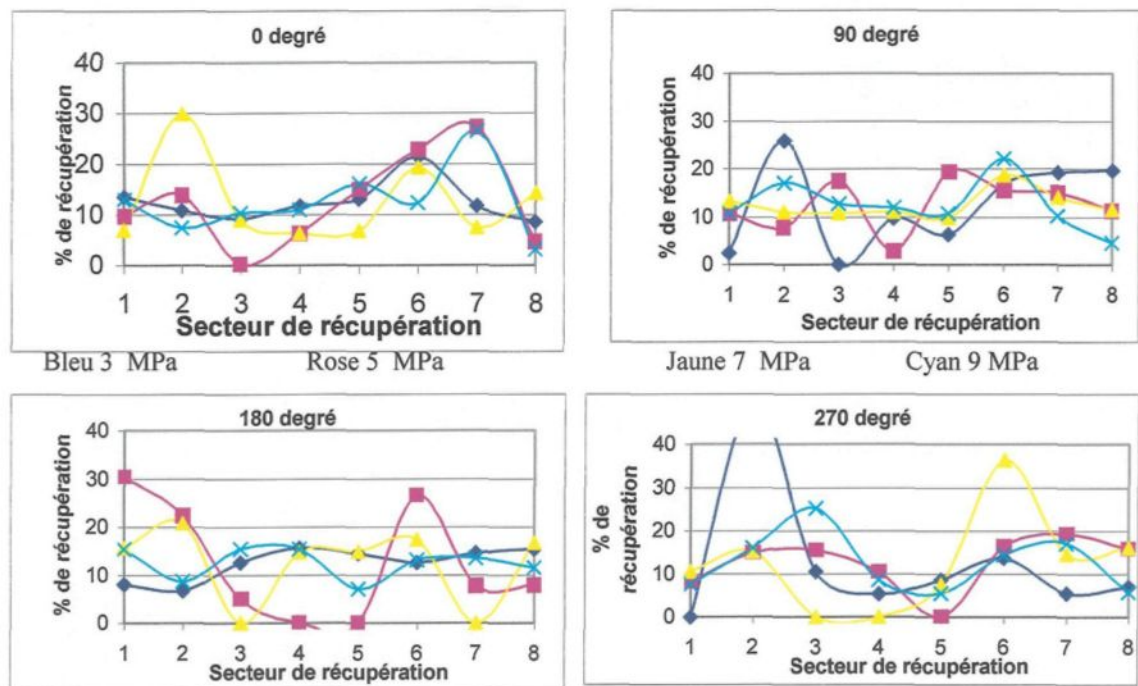 0 degré
% de récupération
40
30
20
10
0
1 2 3 4 5 6 7 8
Secteur de récupération
90 degré
% de récupération
40
30
20
10
0
1 2 3 4 5 6 7 8
Secteur de récupération
Bleu 3 MPa Rose 5 MPa Jaune 7 MPa Cyan 9 MPa
180 degré
% de récupération
40
30
20
10
0
1 2 3 4 5 6 7 8
Secteur de récupération
270 degré
% de
récupération
40
30
20
10
0
1 2 3 4 5 6 7 8
Secteur de récupération